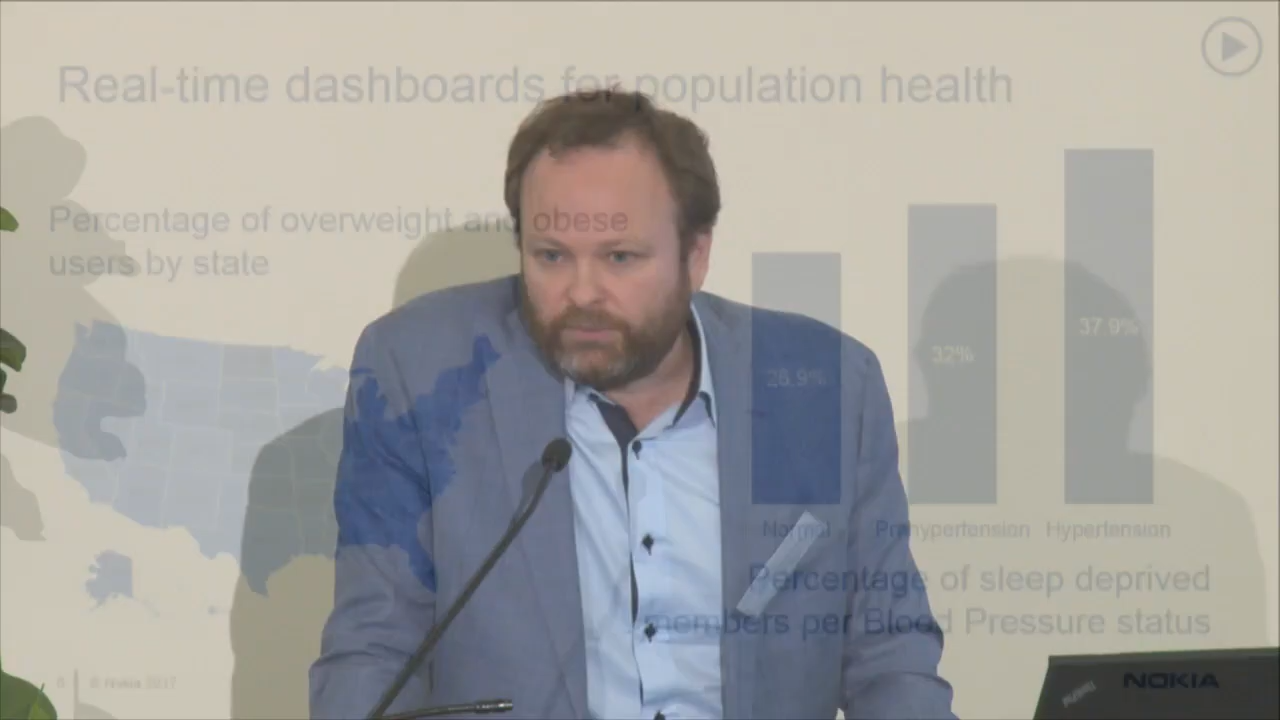 Real-time dashboards for population health
Percentage of overweight and obese
users by state
26.9%
32%
37.9%
Normal
Prehypertension
Hypertension
Percentage of sleep deprived
members per Blood Pressure status
6
© Nokia 2017
NOKIA